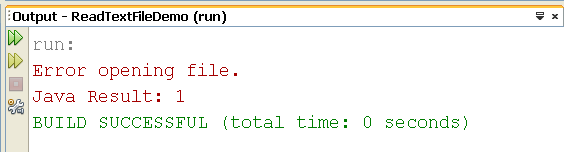 Output - ReadTextFileDemo (run)
run:
Error opening file.
Java Result: 1
BUILD SUCCESSFUL (total time: 0 seconds)